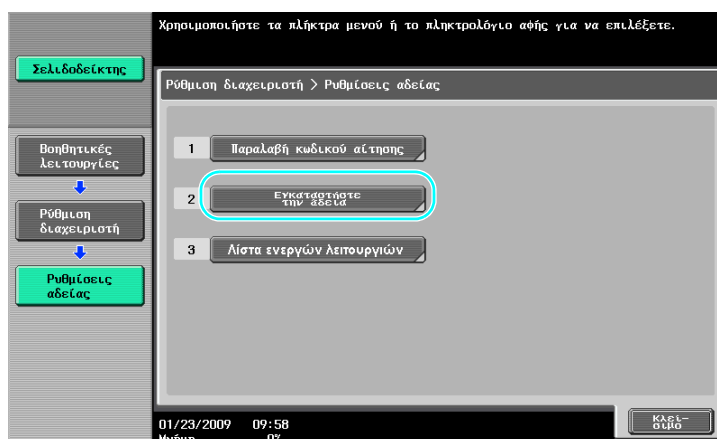 Χρησιμοποιήστε τα πλήκτρα μενού ή το πληκτρολόγιο αφής για να επιλέξετε.
Σελιδοδείκτης
Ρύθμιση διαχειριστή > Ρυθμίσεις αδείας
Βοηθητικές
λειτουργίες
Ρύθμιση
διαχειριστή
Ρυθμίσεις
αδείας
1 Παραλαβή κωδικού αίτησης
2 Εγκαταστήστε
την άδεια
3 Λίστα ενεργών λειτουργιών
01/23/2009 09:58
Μνήμη 0%
Κλεί-
σιμο